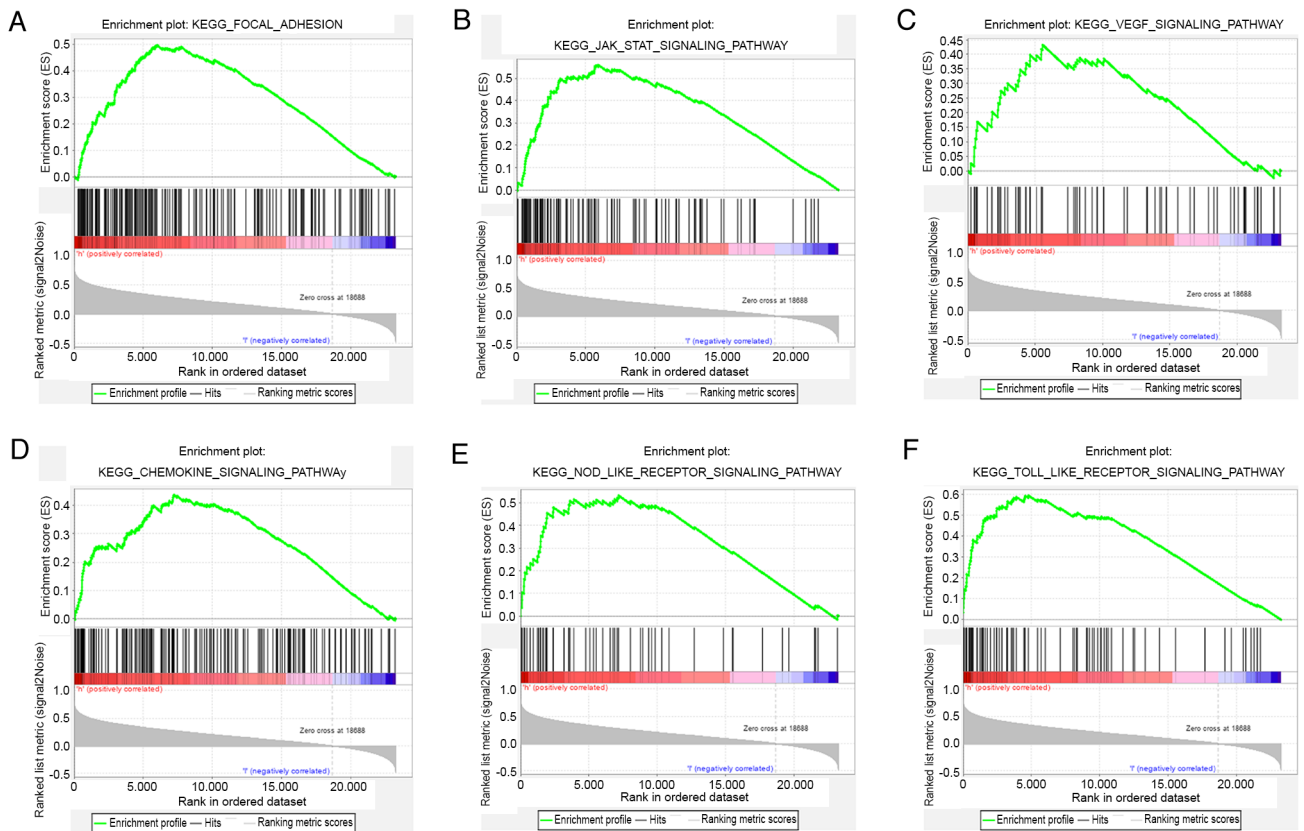 A
Enrichment plot: KEGG_FOCAL_ADHESION
Enrichment score (ES)
0.5
0.4
0.3
0.2
0.1
0.0
Ranked list metric (signal2Noise)
1.0
0.5
0.0
-0.5
'h' (positively correlated)
Zero cross at 18688
'l' (negatively correlated)
0
5.000
10.000
15.000
20.000
Rank in ordered dataset
Enrichment profile
Hits
Ranking metric scores
B
Enrichment plot:
KEGG_JAK_STAT_SIGNALING_PATHWAY
Enrichment score (ES)
0.5
0.4
0.3
0.2
0.1
0.0
Ranked list metric (signal2Noise)
1.0
0.5
0.0
-0.5
'h' (positively correlated)
Zero cross at 18688
'l' (negatively correlated)
0
5.000
10.000
15.000
20.000
Rank in ordered dataset
Enrichment profile
Hits
Ranking metric scores
C
Enrichment plot: KEGG_VEGF_SIGNALING_PATHWAY
Enrichment score (ES)
0.45
0.40
0.35
0.30
0.25
0.20
0.15
0.10
0.05
0.00
Ranked list metric (signal2Noise)
1.0
0.5
0.0
-0.5
'h' (positively correlated)
Zero cross at 18688
'l' (negatively correlated)
0
5.000
10.000
15.000
20.000
Rank in ordered dataset
Enrichment profile
Hits
Ranking metric scores
D
Enrichment plot:
KEGG_CHEMOKINE_SIGNALING_PATHWAy
Enrichment score (ES)
0.4
0.3
0.2
0.1
0.0
Ranked list metric (signal2Noise)
1.0
0.5
0.0
-0.5
'h' (positively correlated)
Zero cross at 18688
'l' (negatively correlated)
0
5.000
10.000
15.000
20.000
Rank in ordered dataset
Enrichment profile
Hits
Ranking metric scores
E
Enrichment plot:
KEGG_NOD_LIKE_RECEPTOR_SIGNALING_PATHWAY
Enrichment score (ES)
0.5
0.4
0.3
0.2
0.1
0.0
Ranked list metric (signal2Noise)
1.0
0.5
0.0
-0.5
'h' (positively correlated)
Zero cross at 18688
'l' (negatively correlated)
0
5.000
10.000
15.000
20.000
Rank in ordered dataset
Enrichment profile
Hits
Ranking metric scores
F
Enrichment plot:
KEGG_TOLL_LIKE_RECEPTOR_SIGNALING_PATHWAY
Enrichment score (ES)
0.6
0.5
0.4
0.3
0.2
0.1
0.0
Ranked list metric (signal2Noise)
1.0
0.5
0.0
-0.5
'h' (positively correlated)
Zero cross at 18688
'l' (negatively correlated)
0
5.000
10.000
15.000
20.000
Rank in ordered dataset
Enrichment profile
Hits
Ranking metric scores